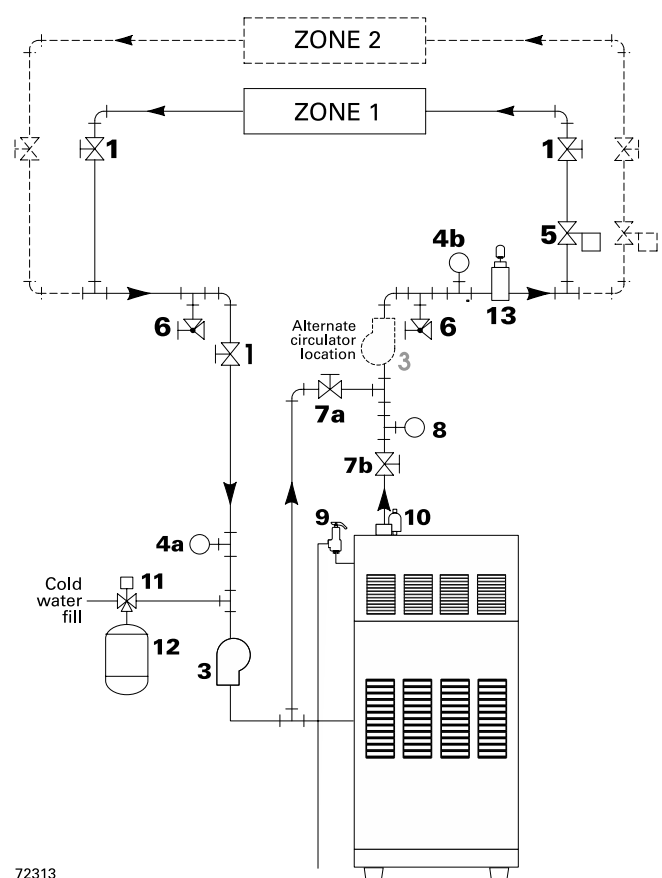 ZONE 2
ZONE 1
1
1
5
4b
6
6
13
Alternate
circulator
location
3
1
7a
8
7b
9
10
4a
11
Cold
water
fill
12
3
72313